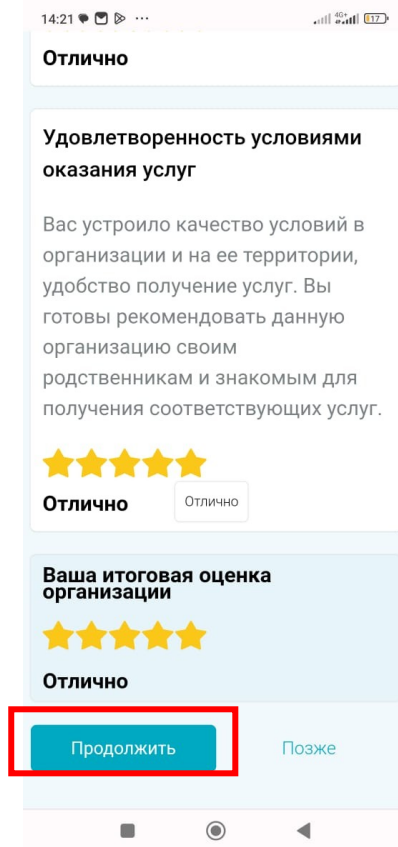 14:21
4G+
17
Отлично
Удовлетворенность условиями
оказания услуг
Вас устроило качество условий в
организации и на ее территории,
удобство получение услуг. Вы
готовы рекомендовать данную
организацию своим
родственникам и знакомым для
получения соответствующих услуг.
Отлично
Отлично
Ваша итоговая оценка
организации
Отлично
Продолжить
Позже